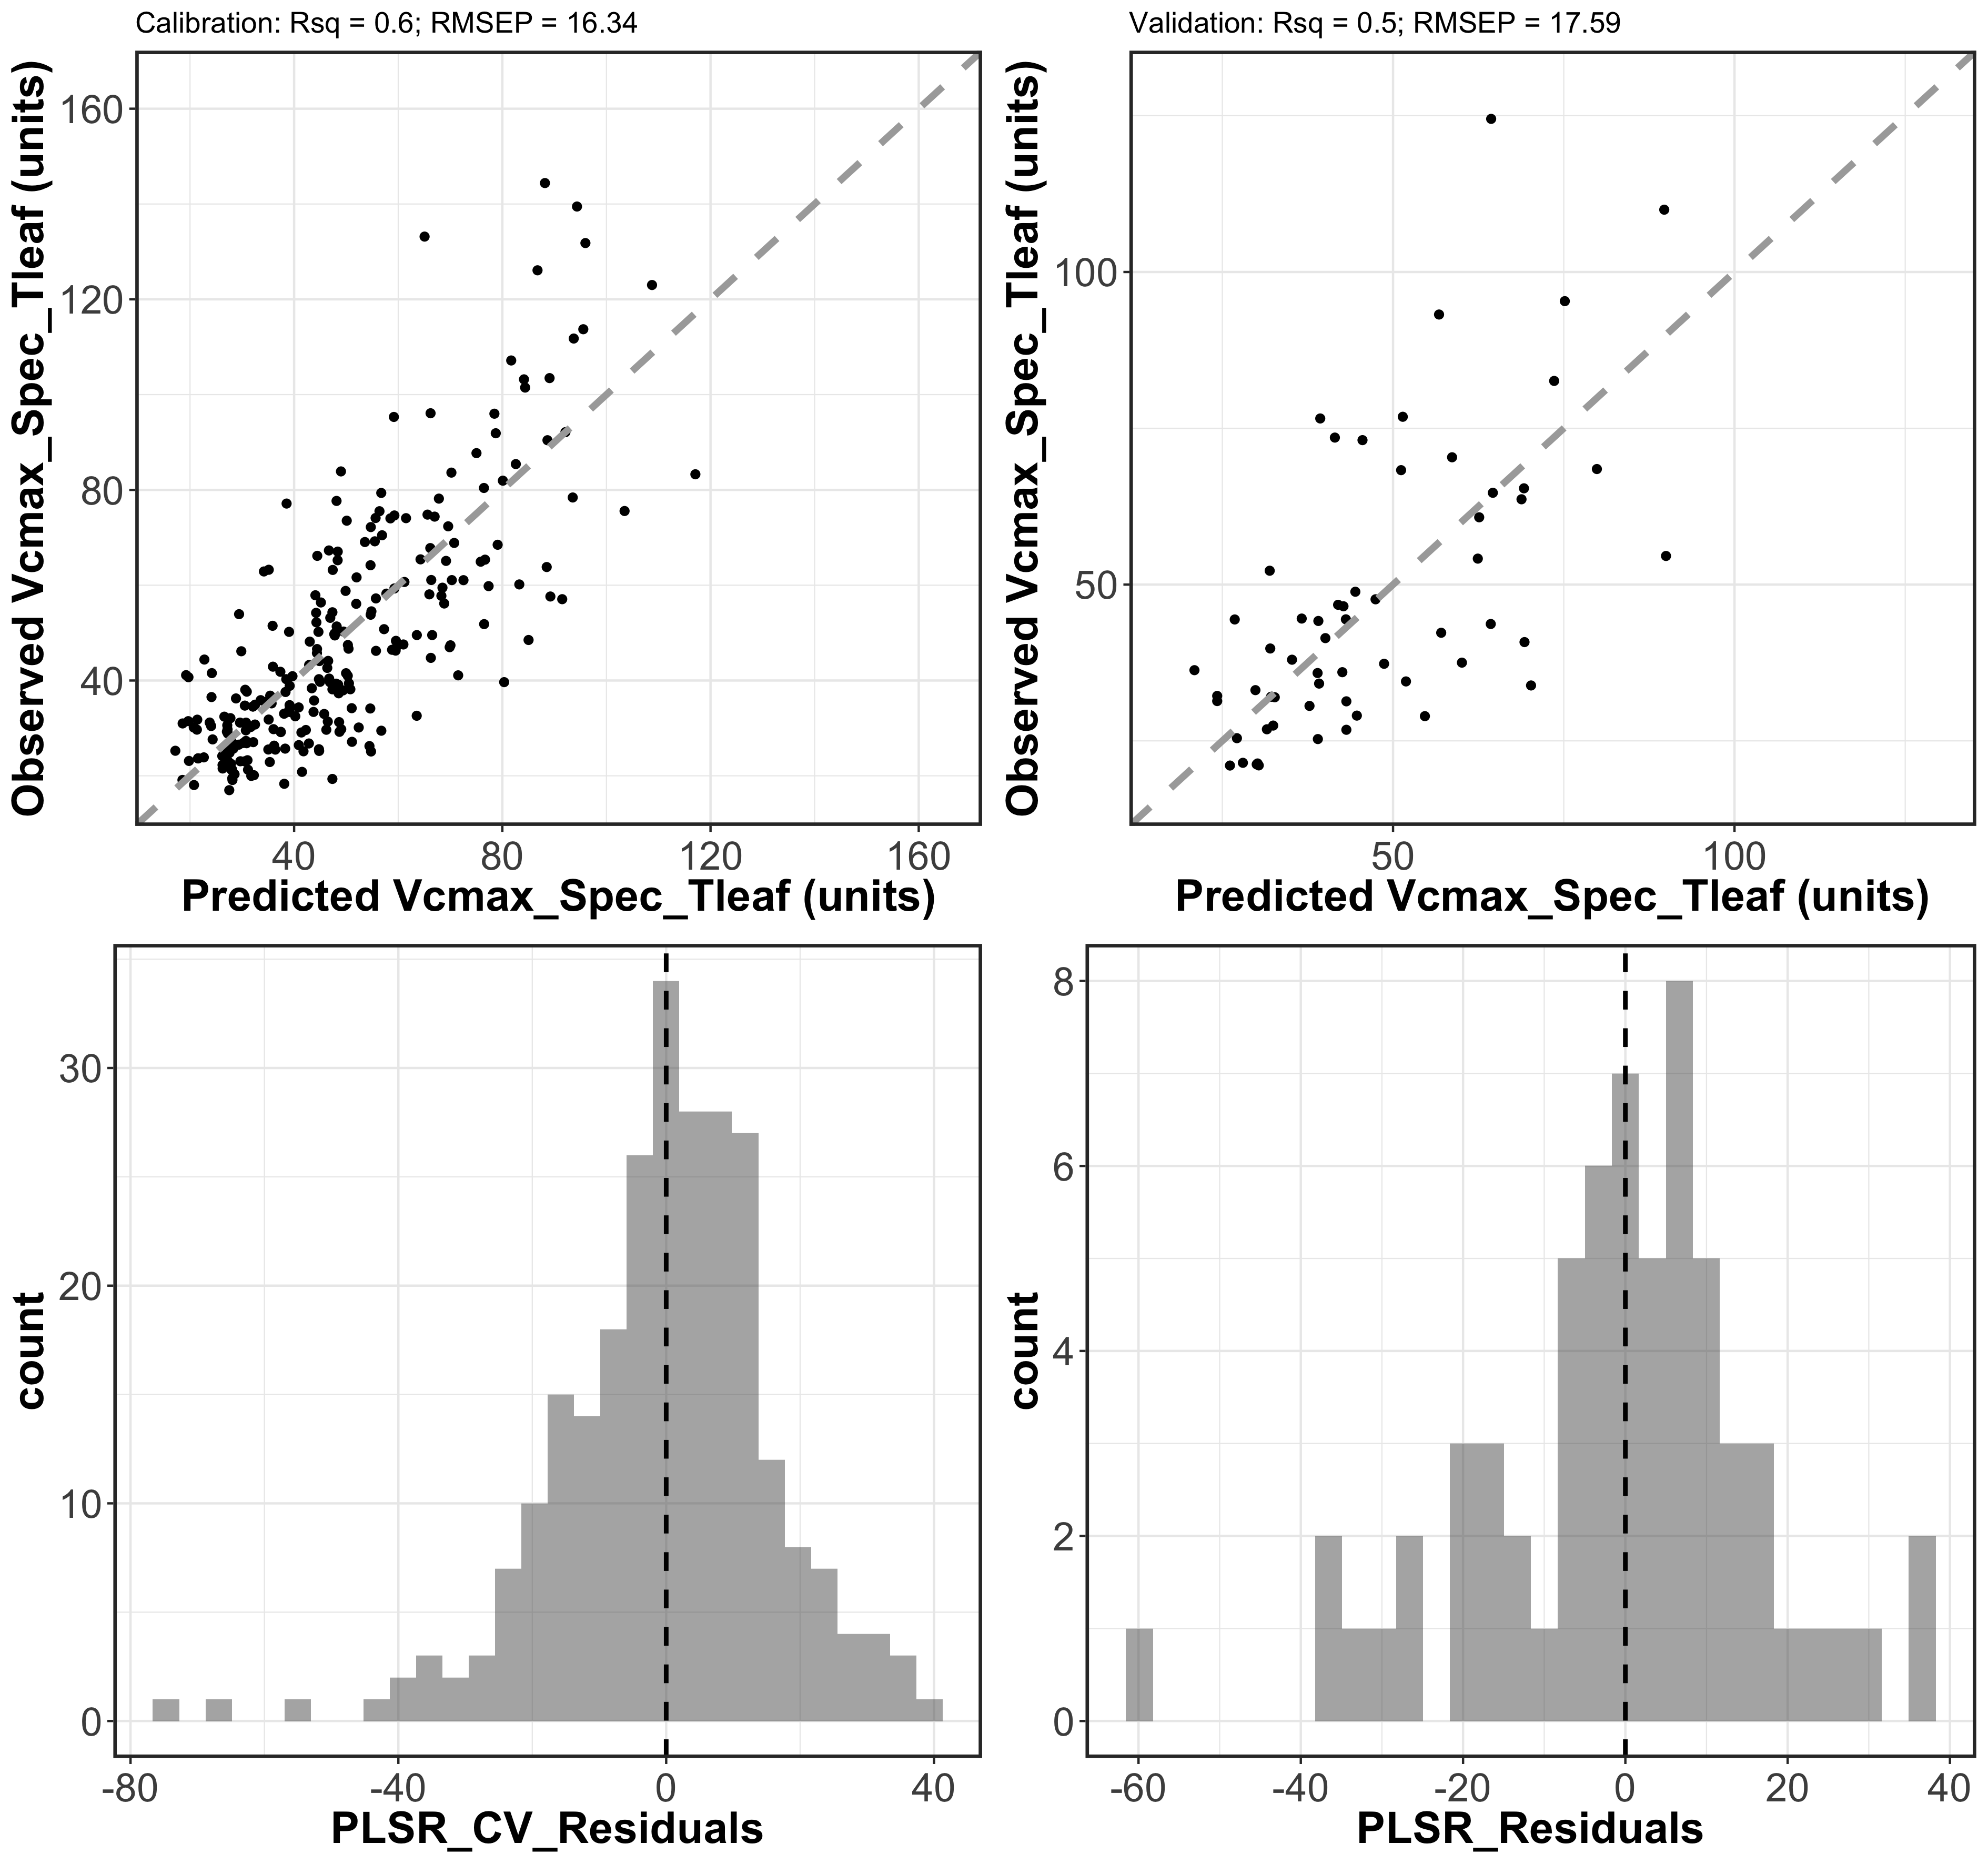 Calibration: Rsq = 0.6; RMSEP = 16.34
Observed Vcmax_Spec_Tleaf (units)
160
120
80
40
40 80 120 160
Predicted Vcmax_Spec_Tleaf (units)
Validation: Rsq = 0.5; RMSEP = 17.59
Observed Vcmax_Spec_Tleaf (units)
100
50
50 100
Predicted Vcmax_Spec_Tleaf (units)
count
30
20
10
0
-80 -40 0 40
PLSR_CV_Residuals
count
8
6
4
2
0
-60 -40 -20 0 20 40
PLSR_Residuals